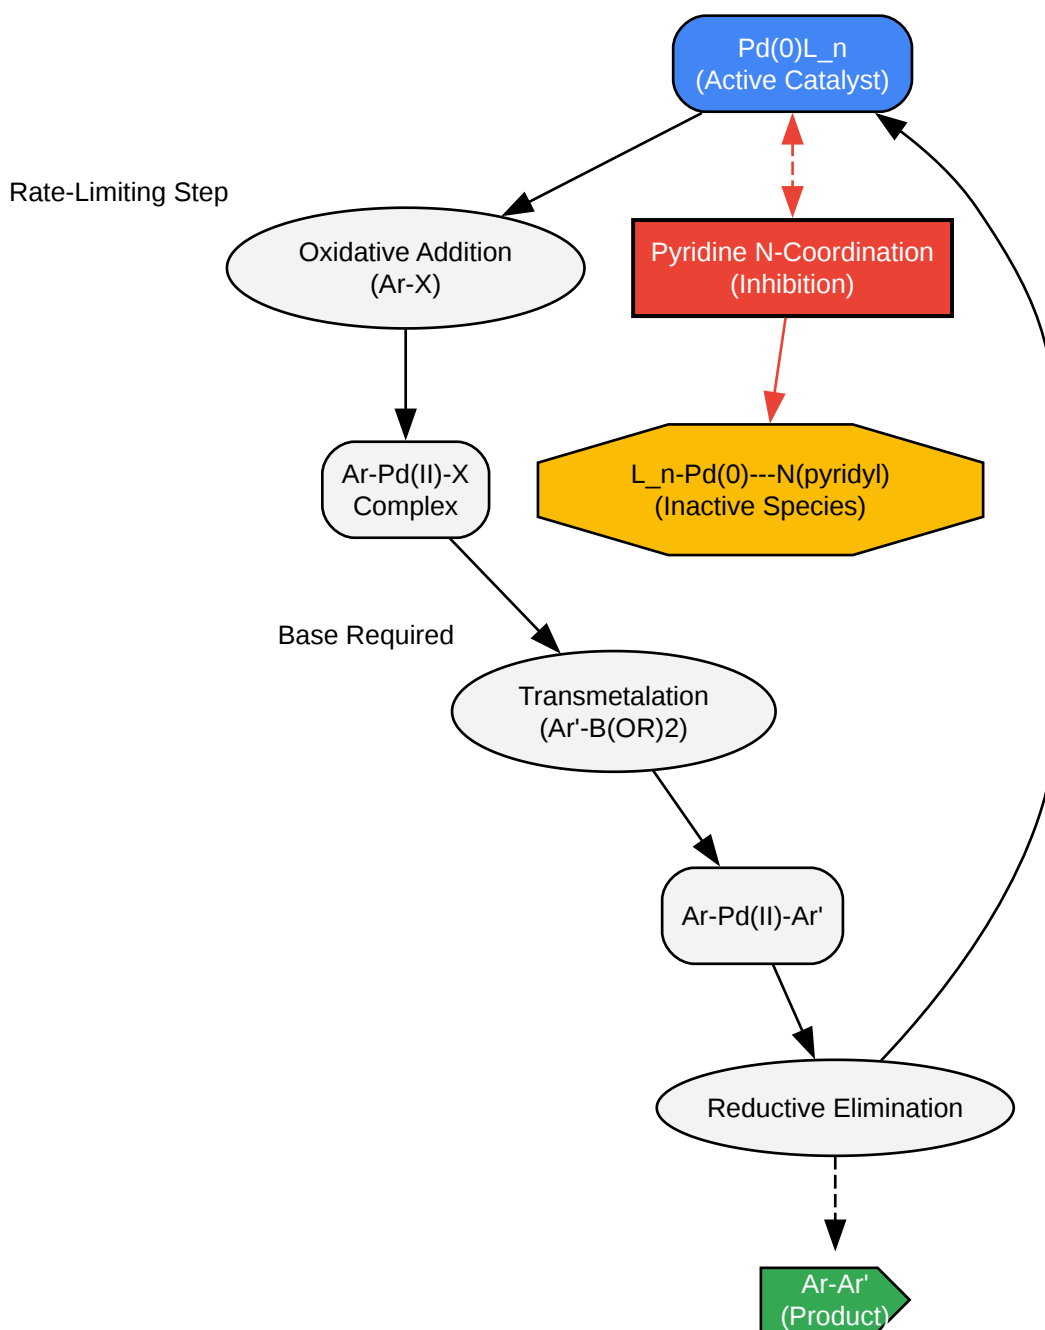 Pd(0)L_n
(Active Catalyst)
Rate-Limiting Step
Oxidative Addition
(Ar-X)
Pyridine N-Coordination
(Inhibition)
Ar-Pd(II)-X
Complex
L_n-Pd(0)---N(pyridyl)
(Inactive Species)
Base Required
Transmetalation
(Ar'-B(OR)2)
Ar-Pd(II)-Ar'
Reductive Elimination
Ar-Ar'
(Product)